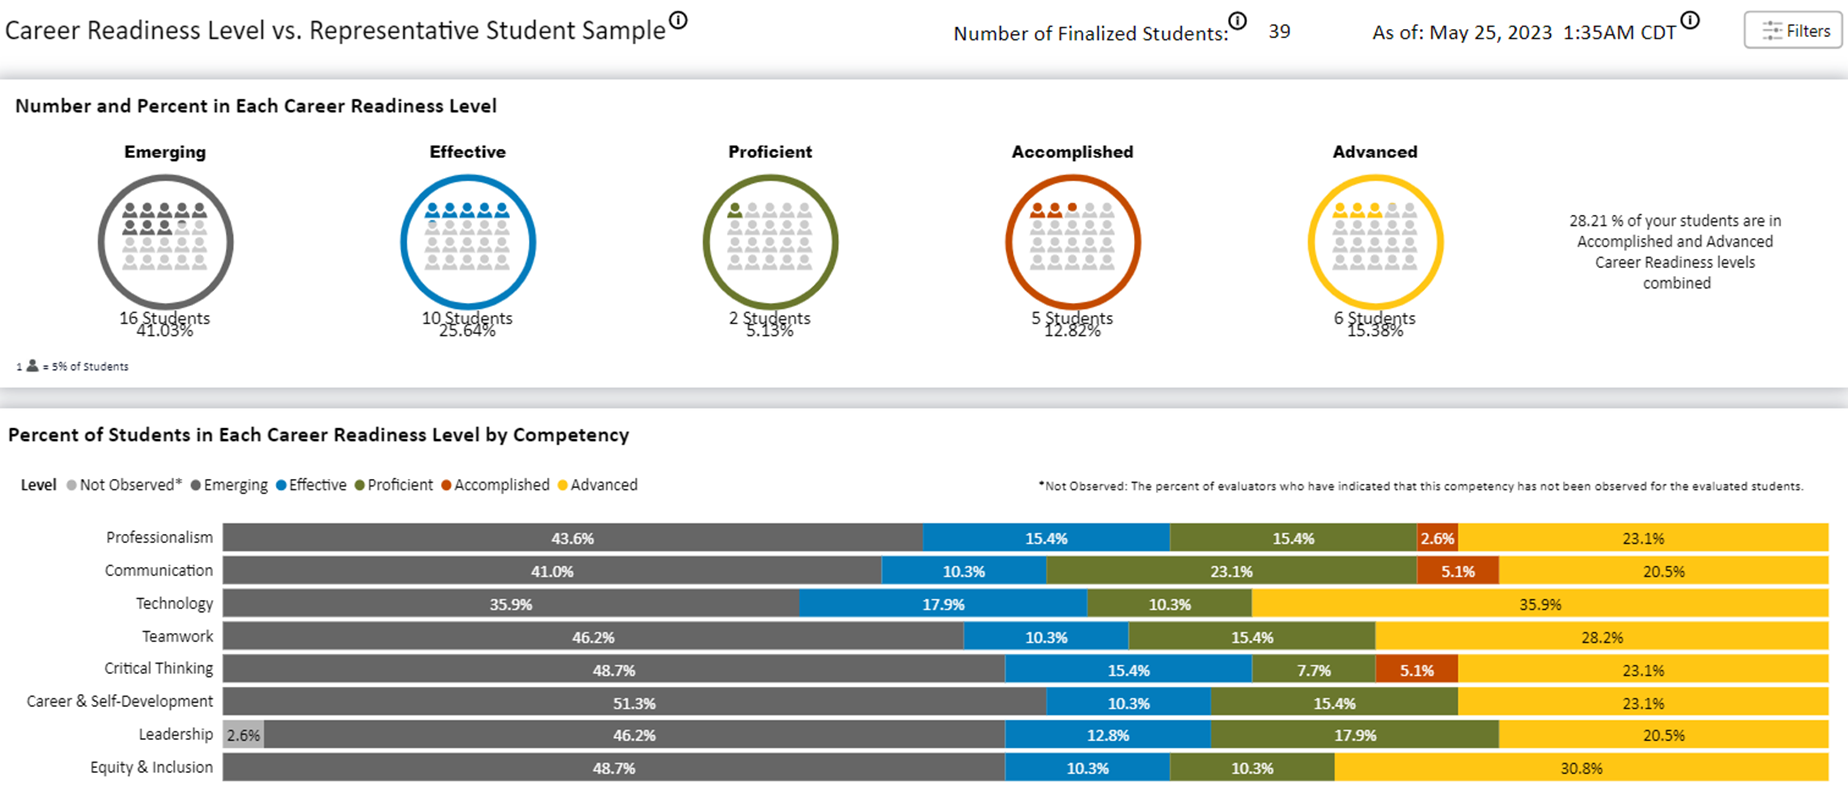 Career Readiness Level vs. Representative Student Sample
Number of Finalized Students: 39
As of: May 25, 2023 1:35AM CDT
Filters
Number and Percent in Each Career Readiness Level
Emerging
Effective
Proficient
Accomplished
Advanced
16 Students
41.03%
10 Students
25.64%
2 Students
5.13%
5 Students
12.82%
6 Students
15.38%
28.21 % of your students are in
Accomplished and Advanced
Career Readiness levels
combined
1 = 5% of Students
Percent of Students in Each Career Readiness Level by Competency
Level Not Observed* Emerging Effective Proficient Accomplished Advanced
*Not Observed: The percent of evaluators who have indicated that this competency has not been observed for the evaluated students.
Professionalism 43.6% 15.4% 15.4% 2.6% 23.1%
Communication 41.0% 10.3% 23.1% 5.1% 20.5%
Technology 35.9% 17.9% 10.3% 35.9%
Teamwork 46.2% 10.3% 15.4% 28.2%
Critical Thinking 48.7% 15.4% 7.7% 5.1% 23.1%
Career & Self-Development 51.3% 10.3% 15.4% 23.1%
Leadership 2.6% 46.2% 12.8% 17.9% 20.5%
Equity & Inclusion 48.7% 10.3% 10.3% 30.8%